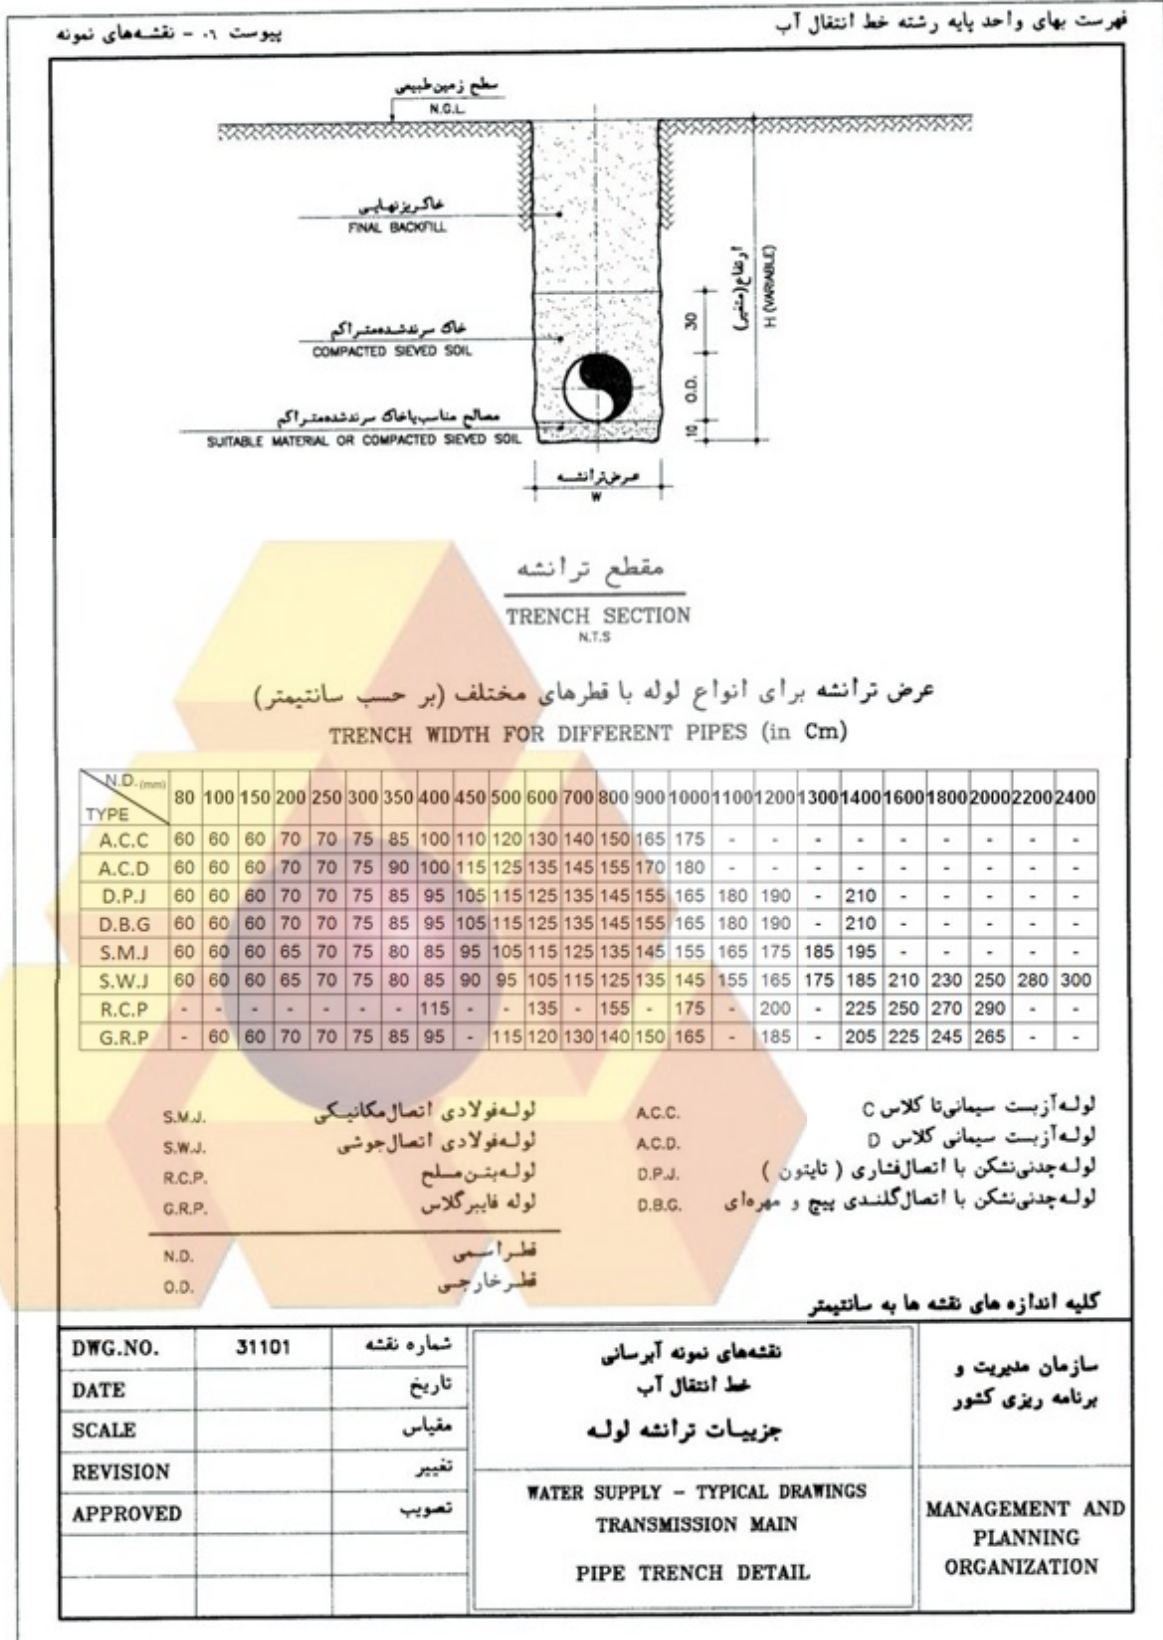 فهرست بهای واحد پایه رشته خط انتقال آب
پیوست ۰۶ - نقشه‌های نمونه
سطح زمین‌طبیعی
N.G.L.
خاکریزنهایی
FINAL BACKFILL
خاک سرندشده‌متراکم
COMPACTED SIEVED SOIL
مصالح مناسب‌یاخاک سرندشده‌متراکم
SUITABLE MATERIAL OR COMPACTED SIEVED SOIL
30
O.D.
10
ارتفاع(متغیر)
H (VARIABLE)
عرض‌ترانشه
W
مقطع ترانشه
TRENCH SECTION
N.T.S
عرض ترانشه برای انواع لوله با قطرهای مختلف (بر حسب سانتیمتر)
TRENCH WIDTH FOR DIFFERENT PIPES (in Cm)
N.D. (mm) 80 100 150 200 250 300 350 400 450 500 600 700 800 900 1000 1100 1200 1300 1400 1600 1800 2000 2200 2400
TYPE
A.C.C 60 60 60 70 70 75 85 100 110 120 130 140 150 165 175 - - - - - - - - -
A.C.D 60 60 60 70 70 75 90 100 115 125 135 145 155 170 180 - - - - - - - - -
D.P.J 60 60 60 70 70 75 85 95 105 115 125 135 145 155 165 180 190 - 210 - - - - -
D.B.G 60 60 60 70 70 75 85 95 105 115 125 135 145 155 165 180 190 - 210 - - - - -
S.M.J 60 60 60 65 70 75 80 85 95 105 115 125 135 145 155 165 175 185 195 - - - - -
S.W.J 60 60 60 65 70 75 80 85 90 95 105 115 125 135 145 155 165 175 185 210 230 250 280 300
R.C.P - - - - - - - 115 - - 135 - 155 - 175 - 200 - 225 250 270 290 - -
G.R.P - 60 60 70 70 75 85 95 - 115 120 130 140 150 165 - 185 - 205 225 245 265 - -
لوله‌آزبست سیمانی‌تا کلاس C A.C.C.
لوله‌آزبست سیمانی کلاس D A.C.D.
لوله‌چدنی‌نشکن با اتصال‌فشاری ( تایتون ) D.P.J.
لوله‌چدنی‌نشکن با اتصال‌گلندی پیچ و مهره‌ای D.B.G.
لوله‌فولادی اتصال‌مکانیکی S.M.J.
لوله‌فولادی اتصال‌جوشی S.W.J.
لوله‌بتن‌مسلح R.C.P.
لوله فایبرگلاس G.R.P.
قطراسمی N.D.
قطرخارجی O.D.
کلیه اندازه های نقشه ها به سانتیمتر
DWG.NO. 31101 شماره نقشه
DATE تاریخ
SCALE مقیاس
REVISION تغییر
APPROVED تصویب
نقشه‌های نمونه آبرسانی
خط انتقال آب
جزییات ترانشه لوله
WATER SUPPLY - TYPICAL DRAWINGS
TRANSMISSION MAIN
PIPE TRENCH DETAIL
سازمان مدیریت و
برنامه ریزی کشور
MANAGEMENT AND
PLANNING
ORGANIZATION